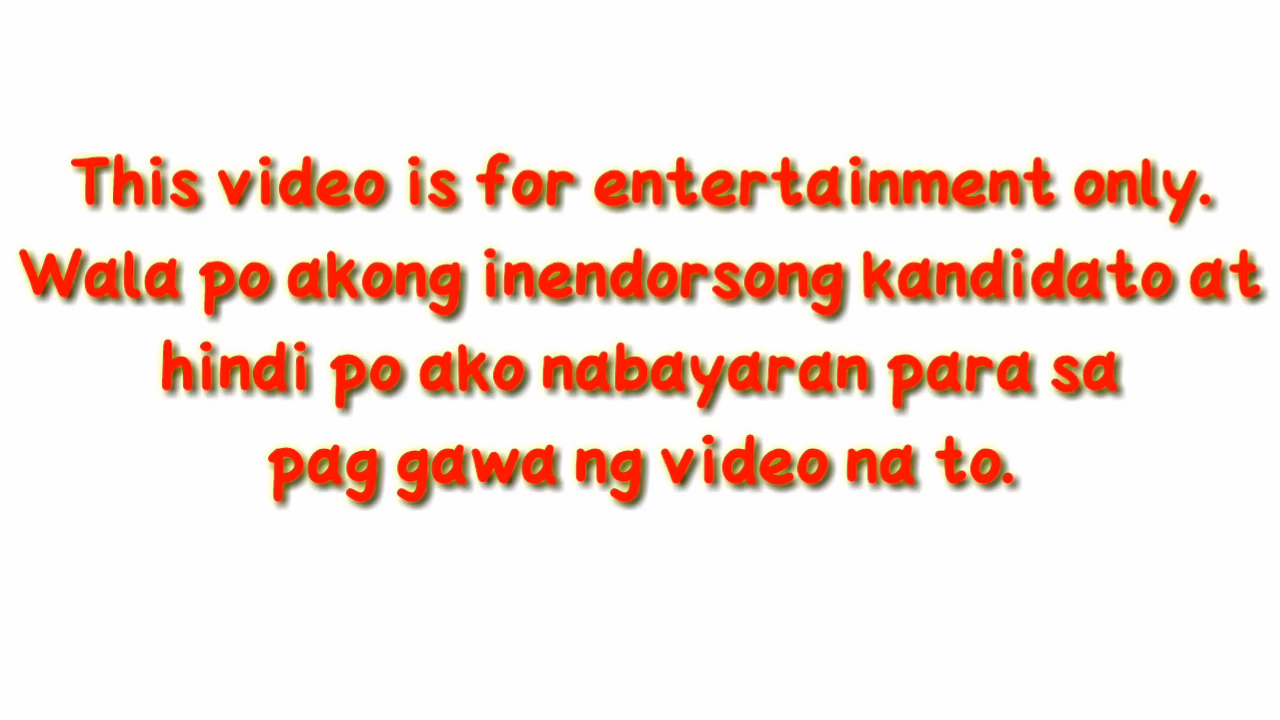 This video is for entertainment only.
Wala po akong inendorsong kandidato at
hindi po ako nabayaran para sa
pag gawa ng video na to.